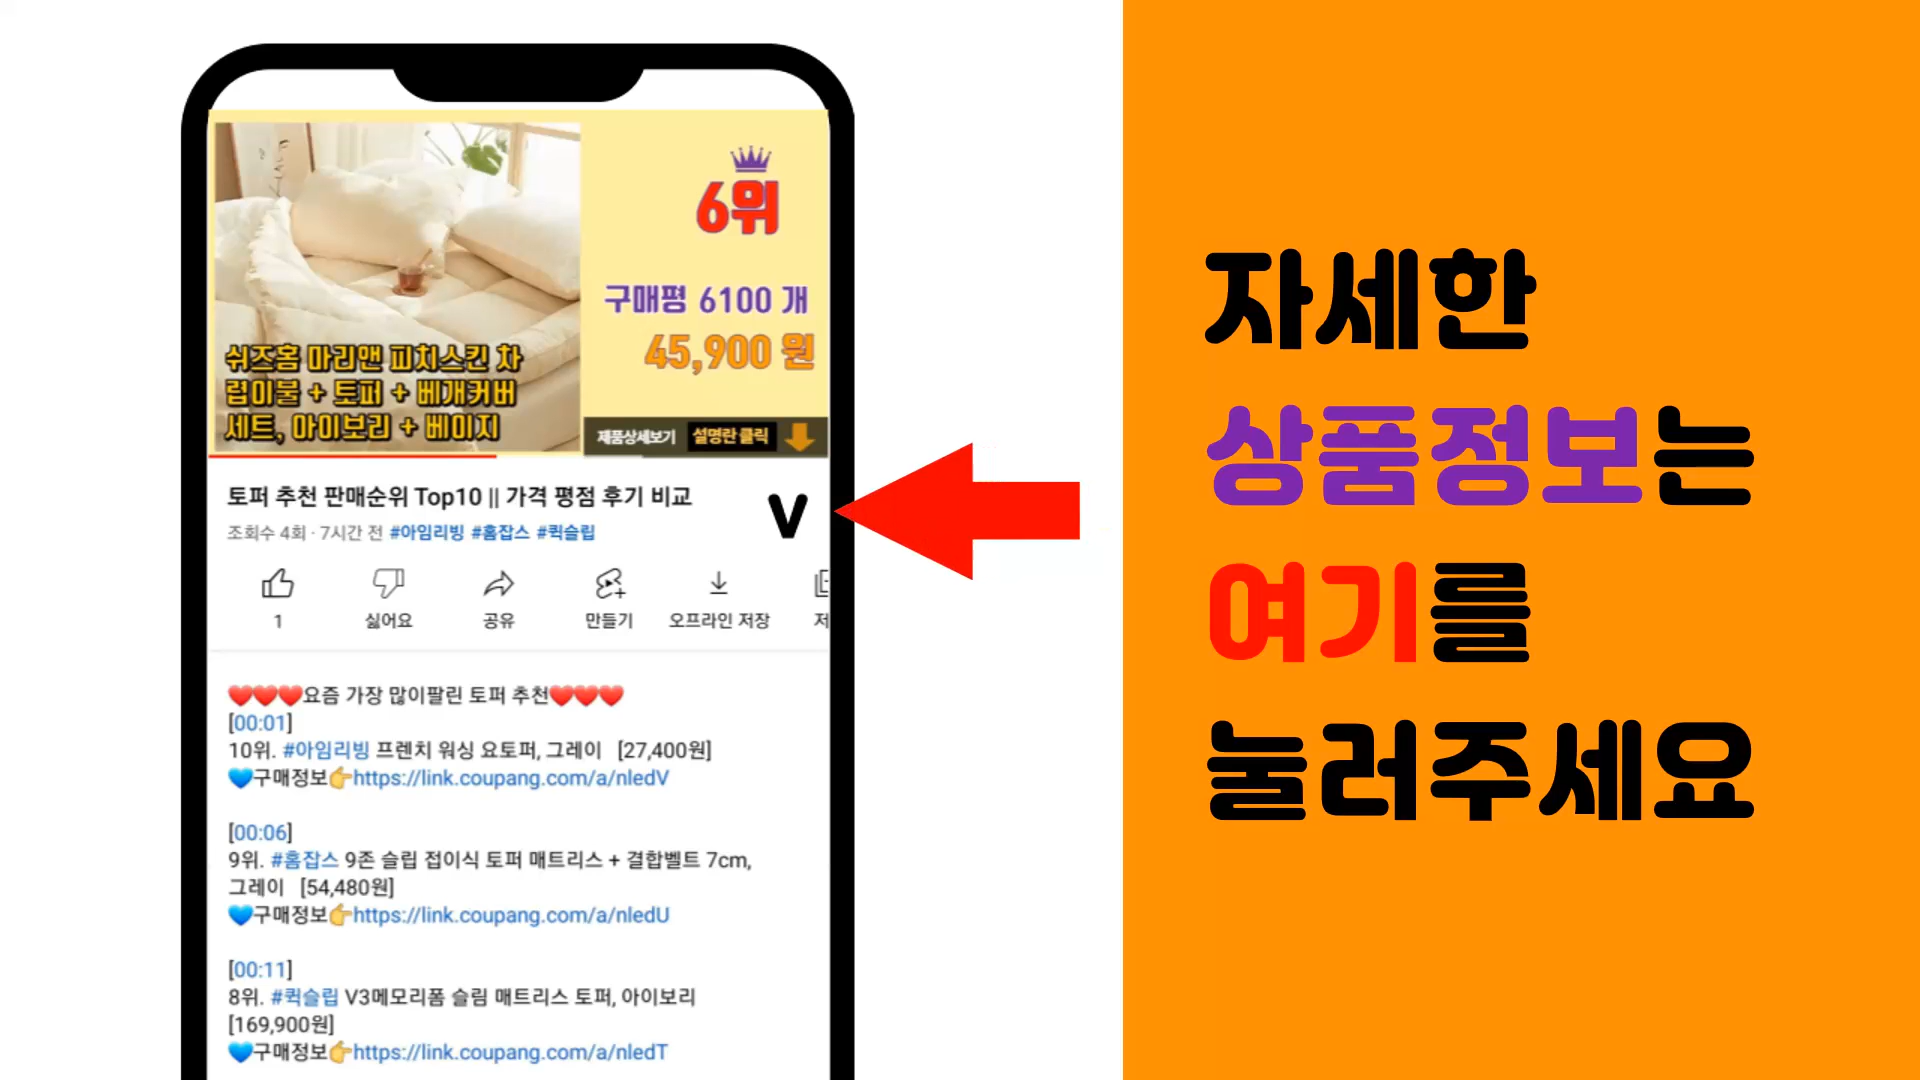 6위
구매평 6100 개
45,900 원
쉬즈홈 마리앤 피치스킨 차
렵이불 + 토퍼 + 베개커버
세트, 아이보리 + 베이지
제품상세보기 설명란 클릭
토퍼 추천 판매순위 Top10 || 가격 평점 후기 비교
V
조회수 4회 · 7시간 전 #아임리빙 #홈잡스 #퀵슬립
1 싫어요 공유 만들기 오프라인 저장 저
❤️❤️❤️요즘 가장 많이팔린 토퍼 추천❤️❤️❤️
[00:01]
10위. #아임리빙 프렌치 워싱 요토퍼, 그레이 [27,400원]
💙구매정보👉https://link.coupang.com/a/nledV
[00:06]
9위. #홈잡스 9존 슬립 접이식 토퍼 매트리스 + 결합벨트 7cm,
그레이 [54,480원]
💙구매정보👉https://link.coupang.com/a/nledU
[00:11]
8위. #퀵슬립 V3메모리폼 슬림 매트리스 토퍼, 아이보리
[169,900원]
💙구매정보👉https://link.coupang.com/a/nledT
자세한
상품정보는
여기를
눌러주세요